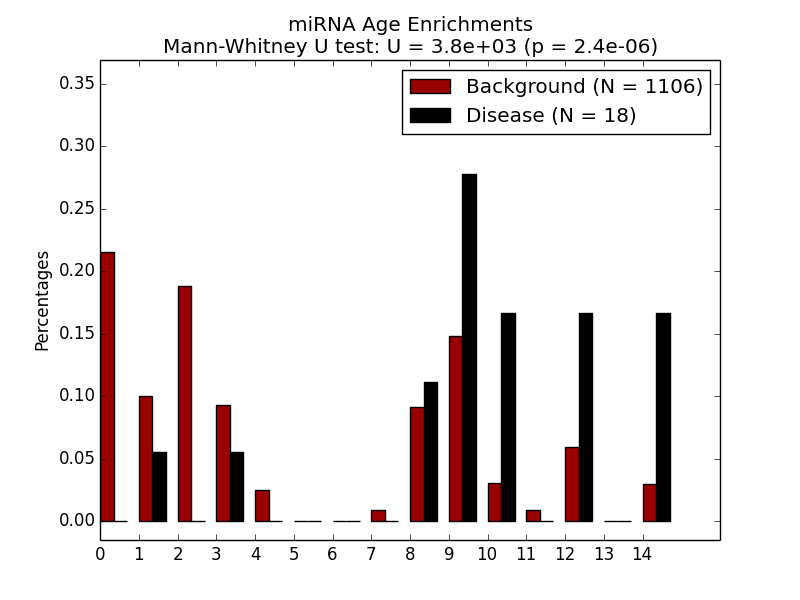 miRNA Age Enrichments
Mann-Whitney U test: U = 3.8e+03 (p = 2.4e-06)
Background (N = 1106)
Disease (N = 18)
Percentages
0.35
0.30
0.25
0.20
0.15
0.10
0.05
0.00
0 1 2 3 4 5 6 7 8 9 10 11 12 13 14